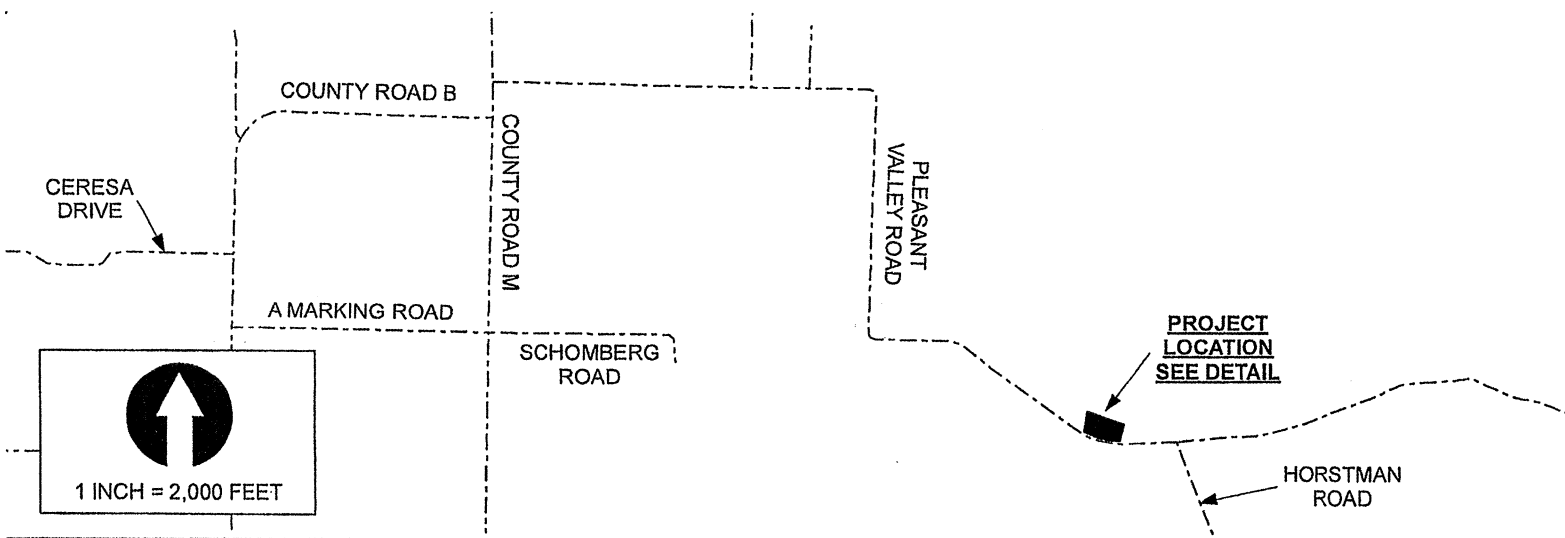 COUNTY ROAD B
COUNTY ROAD M
CERESA
DRIVE
PLEASANT
VALLEY ROAD
A MARKING ROAD
SCHOMBERG
ROAD
PROJECT
LOCATION
SEE DETAIL
1 INCH = 2,000 FEET
HORSTMAN
ROAD